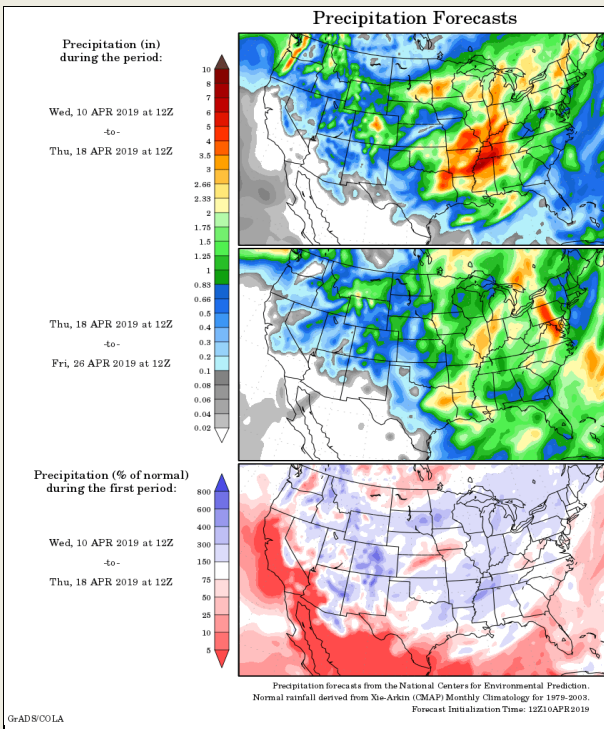 Precipitation Forecasts
Precipitation (in)
during the period:
Wed, 10 APR 2019 at 12Z
-to-
Thu, 18 APR 2019 at 12Z
10
8
7
6
5
4
3.5
3
2.66
2.33
2
1.75
1.5
1.25
1
0.83
0.66
0.5
0.4
0.3
0.2
0.1
0.08
0.06
0.04
0.02
Thu, 18 APR 2019 at 12Z
-to-
Fri, 26 APR 2019 at 12Z
Precipitation (% of normal)
during the first period:
Wed, 10 APR 2019 at 12Z
-to-
Thu, 18 APR 2019 at 12Z
800
600
400
300
150
75
50
25
10
5
Precipitation forecasts from the National Centers for Environmental Prediction.
Normal rainfall derived from Xie-Arkin (CMAP) Monthly Climatology for 1979-2003.
Forecast Initialization Time: 12Z10APR2019
GrADS/COLA